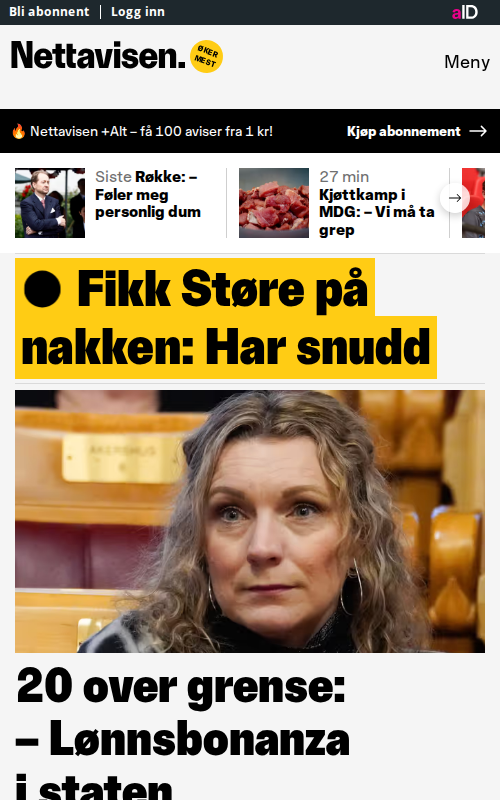 Bli abonnent
Logg inn
aID
Nettavisen.
ØKER
MEST
Meny
🔥 Nettavisen +Alt – få 100 aviser fra 1 kr!
Kjøp abonnement →
Siste Røkke: –
Føler meg
personlig dum
27 min
Kjøttkamp i
MDG: – Vi må ta
grep
Fikk Støre på
nakken: Har snudd
AKERSHUG
6
20 over grense:
– Lønnsbonanza
i staten